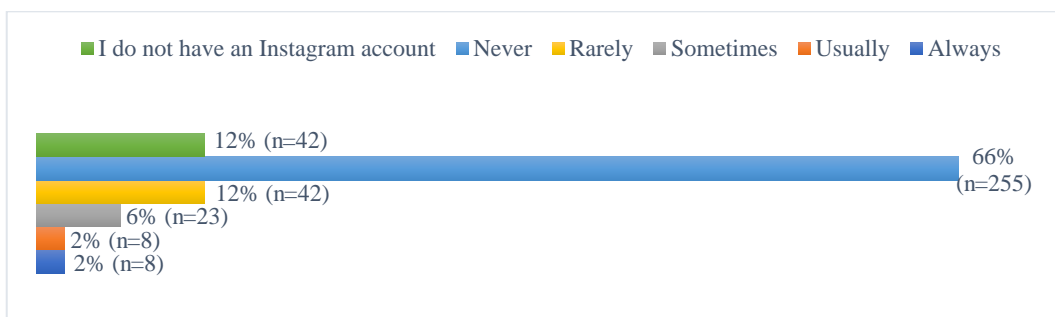 I do not have an Instagram account Never Rarely Sometimes Usually Always
12% (n=42)
66%
(n=255)
12% (n=42)
6% (n=23)
2% (n=8)
2% (n=8)